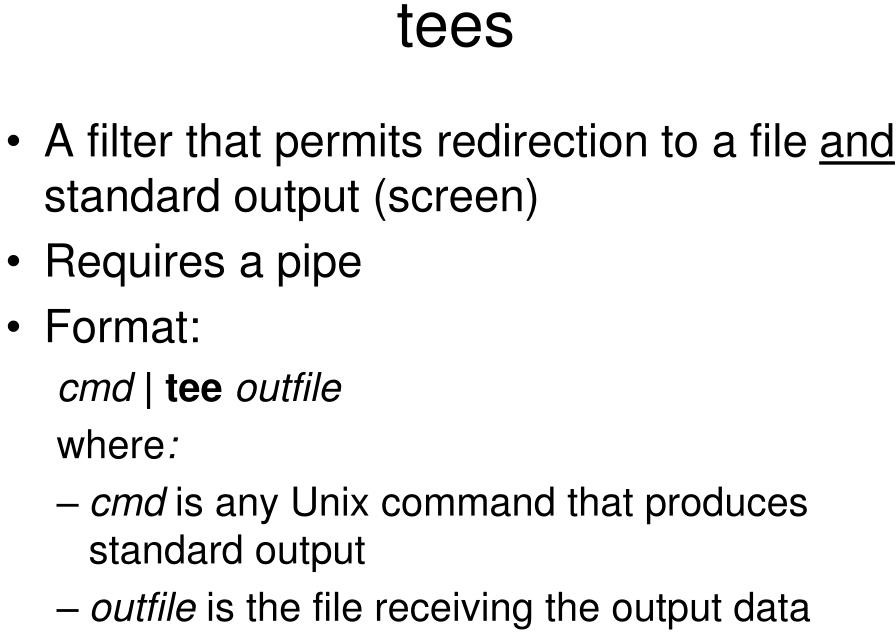 tees
• A filter that permits redirection to a file and
standard output (screen)
• Requires a pipe
• Format:
cmd | tee outfile
where:
– cmd is any Unix command that produces
standard output
– outfile is the file receiving the output data